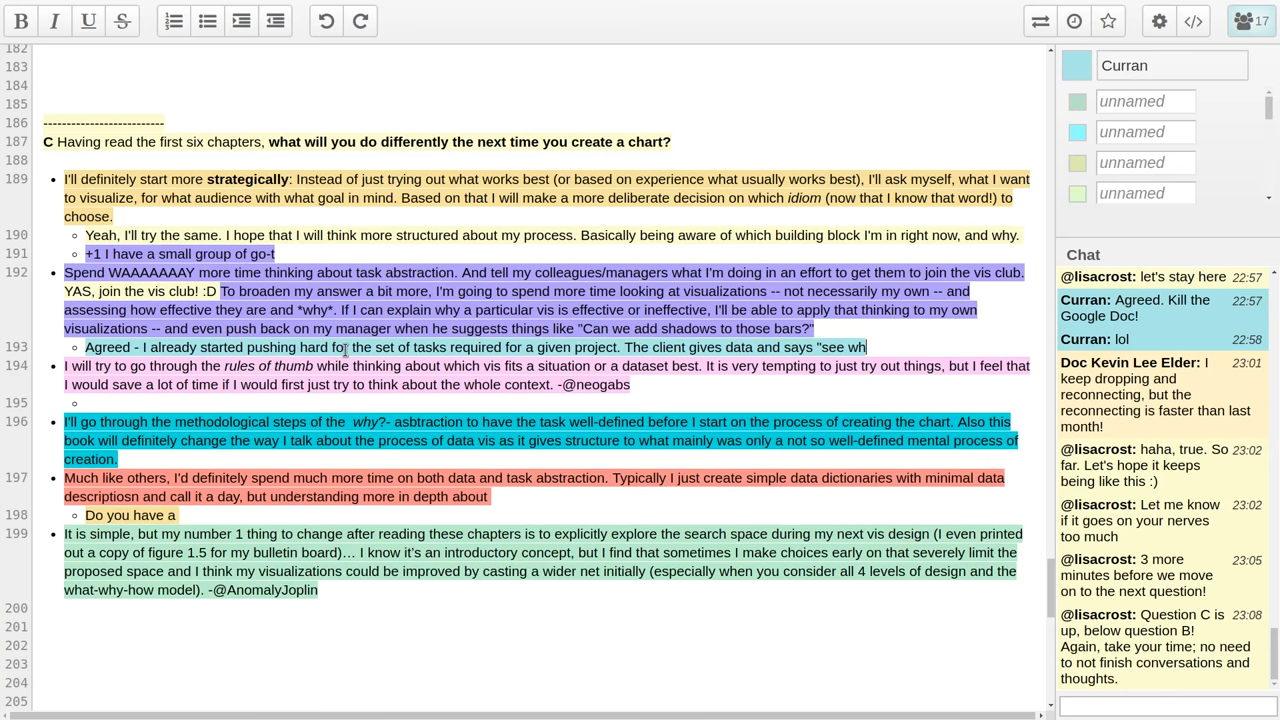 B I U S 17
182
183
184
185
186 --------------------------
187 C Having read the first six chapters, what will you do differently the next time you create a chart?
188
189 I'll definitely start more strategically: Instead of just trying out what works best (or based on experience what usually works best), I'll ask myself, what I want
to visualize, for what audience with what goal in mind. Based on that I will make a more deliberate decision on which idiom (now that I know that word!) to
choose.
190 Yeah, I'll try the same. I hope that I will think more structured about my process. Basically being aware of which building block I'm in right now, and why.
191 +1 I have a small group of go-t
192 Spend WAAAAAAAY more time thinking about task abstraction. And tell my colleagues/managers what I'm doing in an effort to get them to join the vis club.
YAS, join the vis club! :D To broaden my answer a bit more, I'm going to spend more time looking at visualizations -- not necessarily my own -- and
assessing how effective they are and *why*. If I can explain why a particular vis is effective or ineffective, I'll be able to apply that thinking to my own
visualizations -- and even push back on my manager when he suggests things like "Can we add shadows to those bars?"
193 Agreed - I already started pushing hard for the set of tasks required for a given project. The client gives data and says "see wh
194 I will try to go through the rules of thumb while thinking about which vis fits a situation or a dataset best. It is very tempting to just try out things, but I feel that
I would save a lot of time if I would first just try to think about the whole context. -@neogabs
195
196 I'll go through the methodological steps of the why?- asbtraction to have the task well-defined before I start on the process of creating the chart. Also this
book will definitely change the way I talk about the process of data vis as it gives structure to what mainly was only a not so well-defined mental process of
creation.
197 Much like others, I'd definitely spend much more time on both data and task abstraction. Typically I just create simple data dictionaries with minimal data
descriptiosn and call it a day, but understanding more in depth about
198 Do you have a
199 It is simple, but my number 1 thing to change after reading these chapters is to explicitly explore the search space during my next vis design (I even printed
out a copy of figure 1.5 for my bulletin board)… I know it's an introductory concept, but I find that sometimes I make choices early on that severely limit the
proposed space and I think my visualizations could be improved by casting a wider net initially (especially when you consider all 4 levels of design and the
what-why-how model). -@AnomalyJoplin
200
201
202
203
204
205
Curran
unnamed
unnamed
unnamed
unnamed
Chat
@lisacrost: let's stay here 22:57
Curran: Agreed. Kill the 22:57
Google Doc!
Curran: lol 22:58
Doc Kevin Lee Elder: I 23:01
keep dropping and
reconnecting, but the
reconnecting is faster than last
month!
@lisacrost: haha, true. So 23:02
far. Let's hope it keeps
being like this :)
@lisacrost: Let me know 23:02
if it goes on your nerves
too much
@lisacrost: 3 more 23:05
minutes before we move
on to the next question!
@lisacrost: Question C is 23:08
up, below question B!
Again, take your time; no need
to not finish conversations and
thoughts.